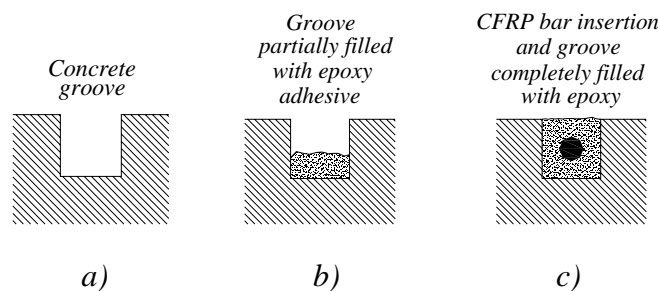 Concrete
groove
a)
Groove
partially filled
with epoxy
adhesive
b)
CFRP bar insertion
and groove
completely filled
with epoxy
c)